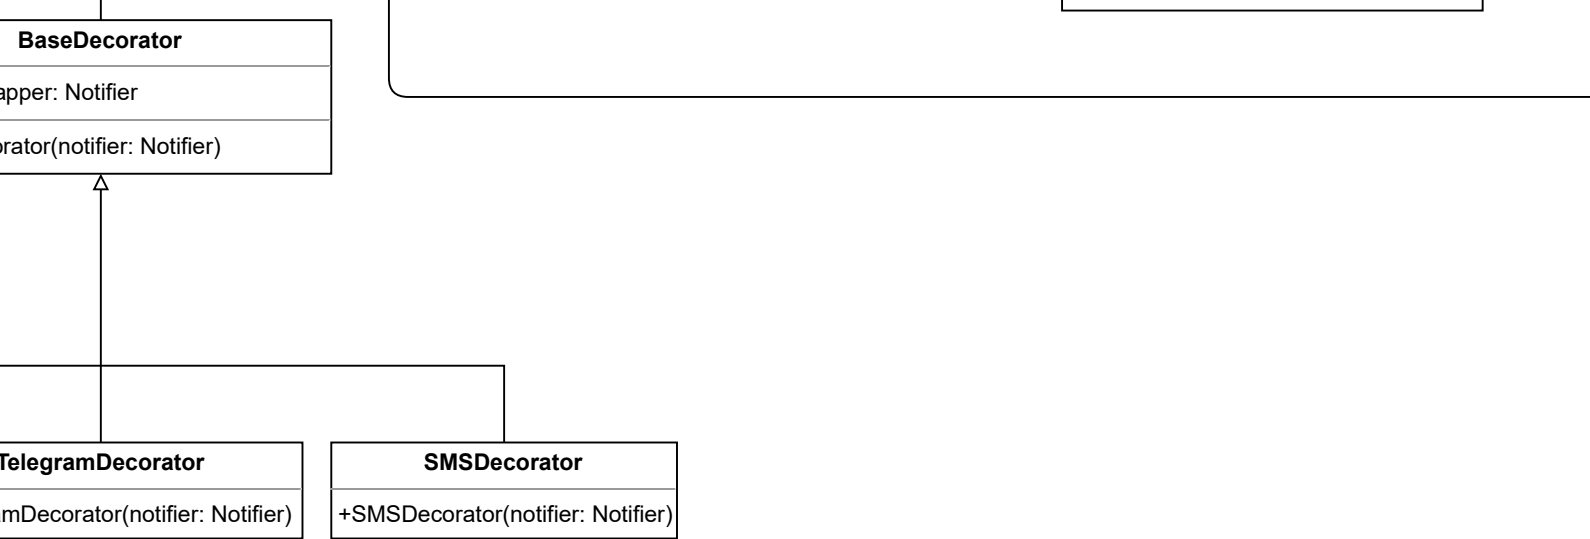 BaseDecorator
apper: Notifier
orator(notifier: Notifier)
TelegramDecorator
SMSDecorator
amDecorator(notifier: Notifier)
+SMSDecorator(notifier: Notifier)